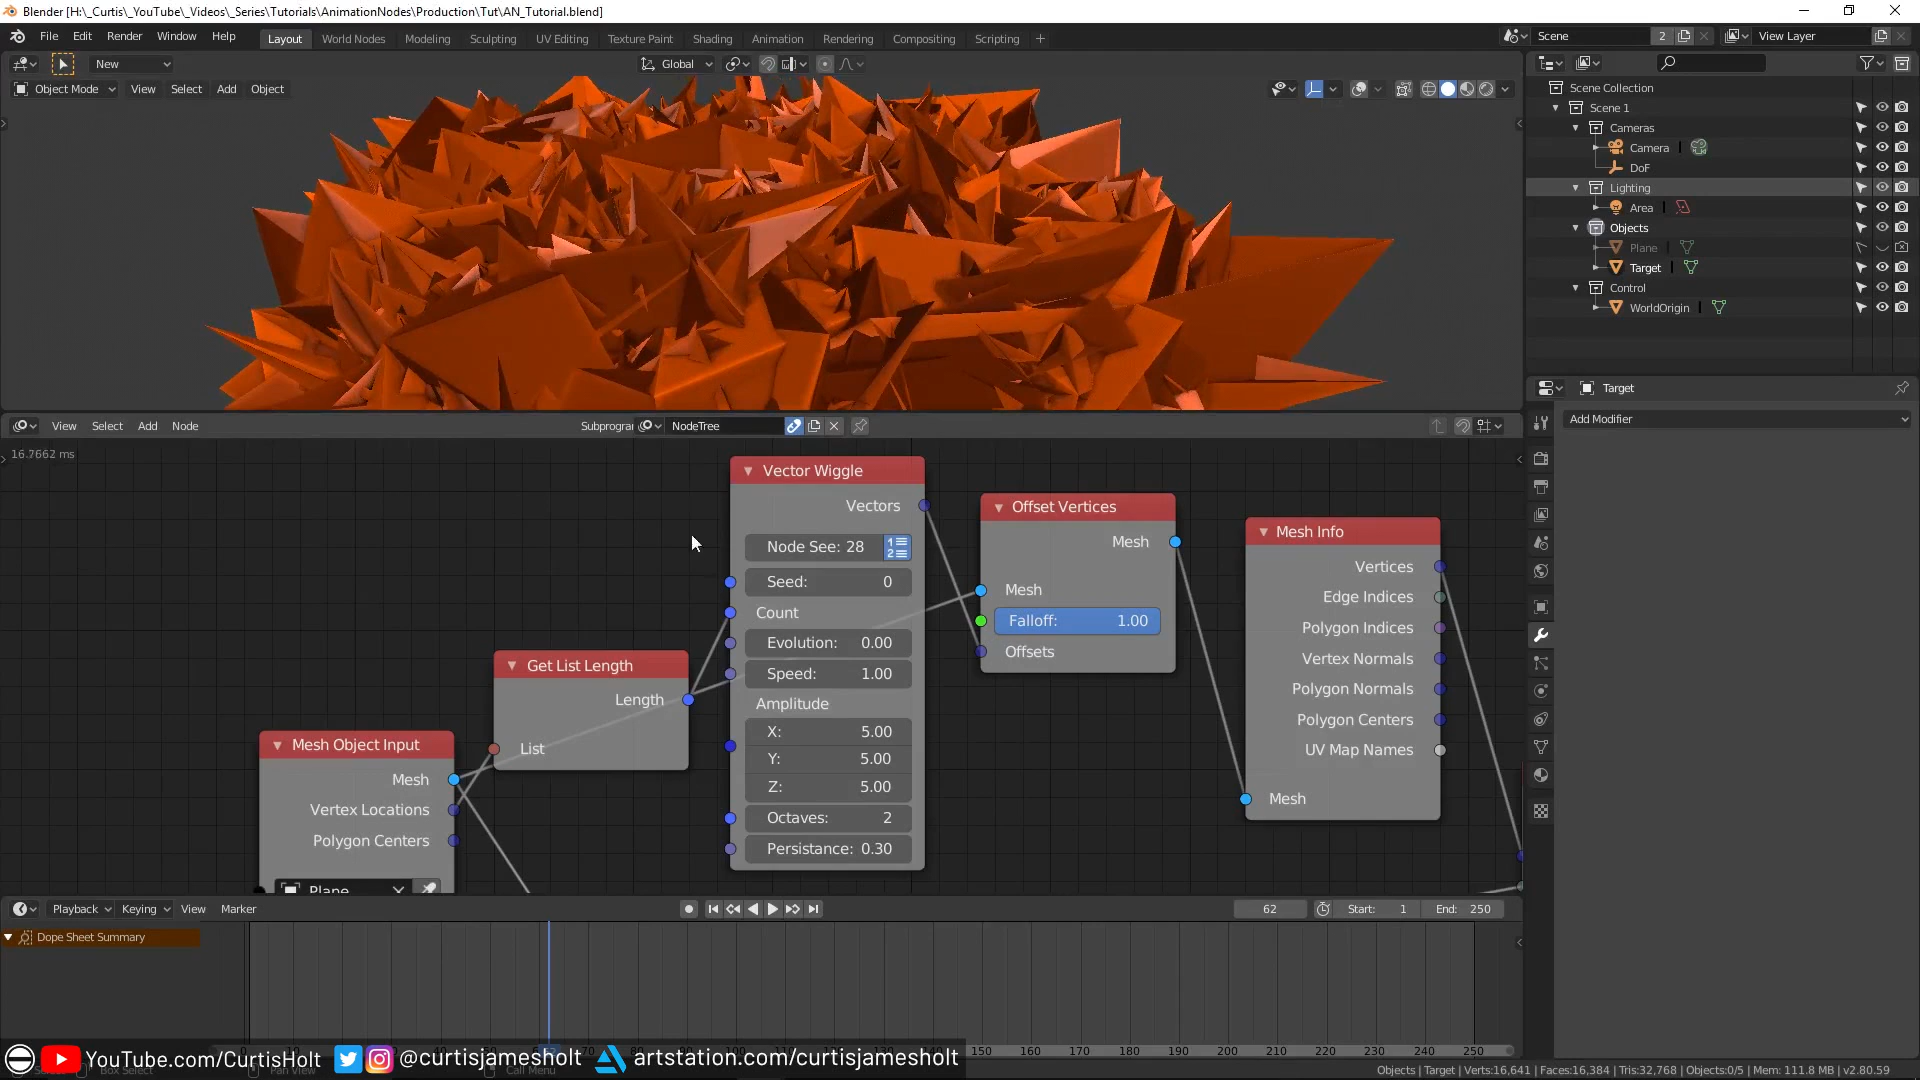 Blender [H:\_Curtis\_YouTube\_Videos\_Series\Tutorials\AnimationNodes\Production\Tut\AN_Tutorial.blend]
File Edit Render Window Help Layout World Nodes Modeling Sculpting UV Editing Texture Paint Shading Animation Rendering Compositing Scripting + Scene 2 View Layer
New Global
Object Mode View Select Add Object
Scene Collection
Scene 1
Cameras
Camera
DoF
Lighting
Area
Objects
Plane
Target
Control
WorldOrigin
Target
Add Modifier
View Select Add Node Subprogra NodeTree
16.7662 ms
Vector Wiggle
Vectors
Node See: 28
Seed: 0
Count
Evolution: 0.00
Speed: 1.00
Amplitude
X: 5.00
Y: 5.00
Z: 5.00
Octaves: 2
Persistance: 0.30
Offset Vertices
Mesh
Mesh
Falloff: 1.00
Offsets
Mesh Info
Vertices
Edge Indices
Polygon Indices
Vertex Normals
Polygon Normals
Polygon Centers
UV Map Names
Mesh
Get List Length
Length
List
Mesh Object Input
Mesh
Vertex Locations
Polygon Centers
Plane
Playback Keying View Marker 62 Start: 1 End: 250
Dope Sheet Summary
150 160 170 180 190 200 210 220 230 240 250
YouTube.com/CurtisHolt @curtisjamesholt artstation.com/curtisjamesholt
Box Select Pan View Call Menu
Objects | Target | Verts:16,641 | Faces:16,384 | Tris:32,768 | Objects:0/5 | Mem: 111.8 MB | v2.80.59